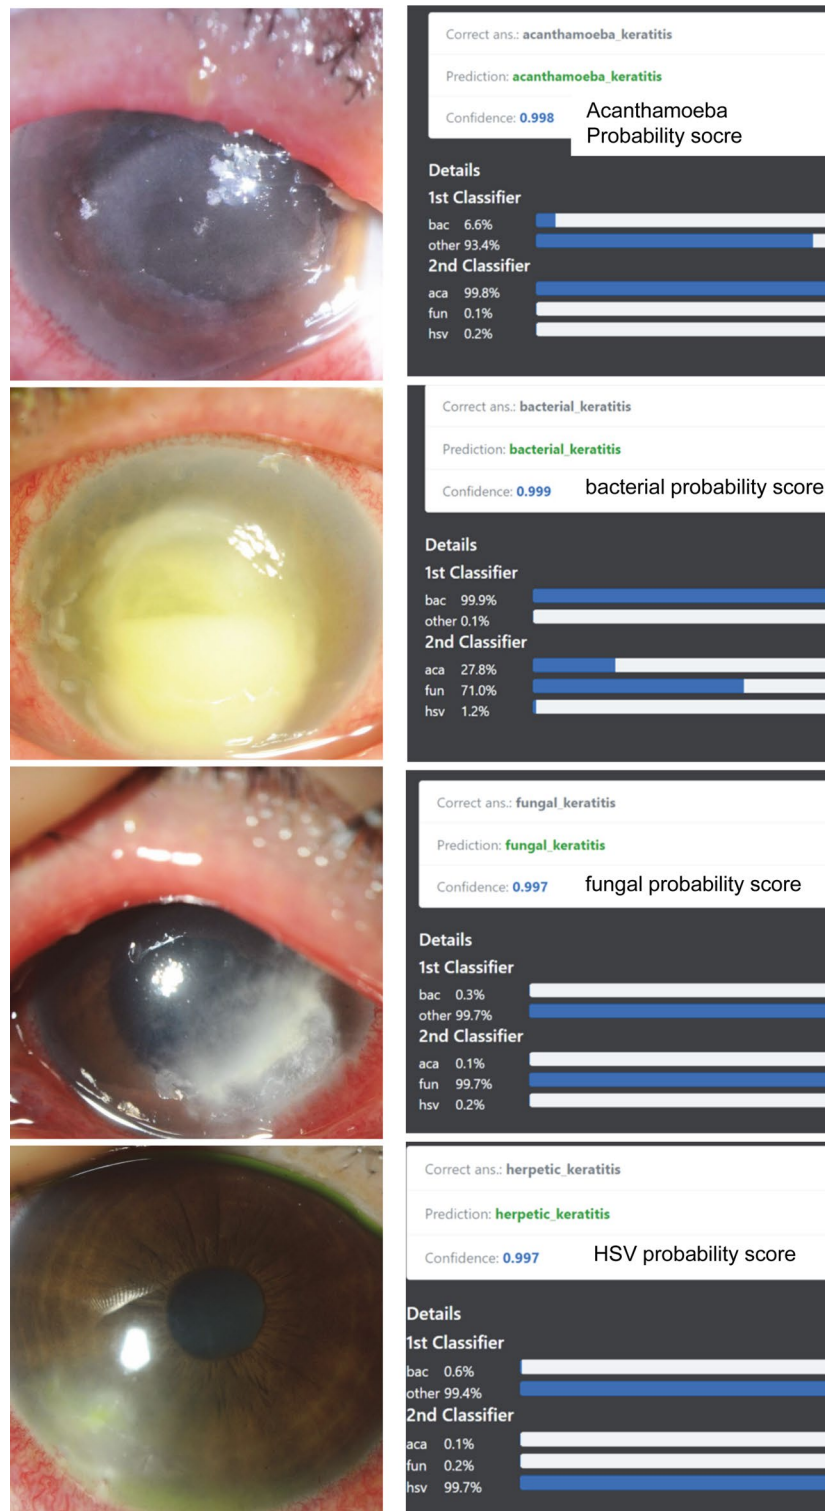 Correct ans.: acanthamoeba_keratitis
Prediction: acanthamoeba_keratitis
Confidence: 0.998
Acanthamoeba
Probability socre
Details
1st Classifier
bac 6.6%
other 93.4%
2nd Classifier
aca 99.8%
fun 0.1%
hsv 0.2%
Correct ans.: bacterial_keratitis
Prediction: bacterial_keratitis
Confidence: 0.999 bacterial probability score
Details
1st Classifier
bac 99.9%
other 0.1%
2nd Classifier
aca 27.8%
fun 71.0%
hsv 1.2%
Correct ans.: fungal_keratitis
Prediction: fungal_keratitis
Confidence: 0.997 fungal probability score
Details
1st Classifier
bac 0.3%
other 99.7%
2nd Classifier
aca 0.1%
fun 99.7%
hsv 0.2%
Correct ans.: herpetic_keratitis
Prediction: herpetic_keratitis
Confidence: 0.997 HSV probability score
Details
1st Classifier
bac 0.6%
other 99.4%
2nd Classifier
aca 0.1%
fun 0.2%
hsv 99.7%